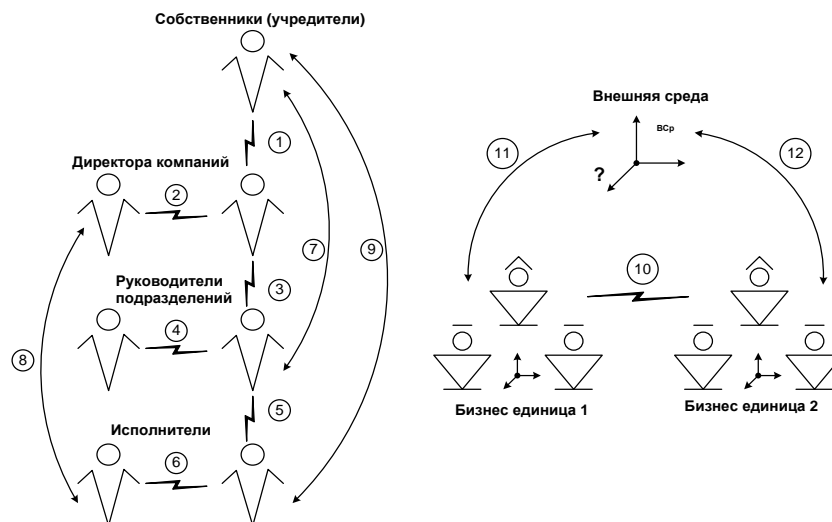 Собственники (учредители)
1
Директора компаний
2
7
9
Руководители
подразделений
3
4
8
5
Исполнители
6
Внешняя среда
ВСр
11
12
?
10
Бизнес единица 1
Бизнес единица 2